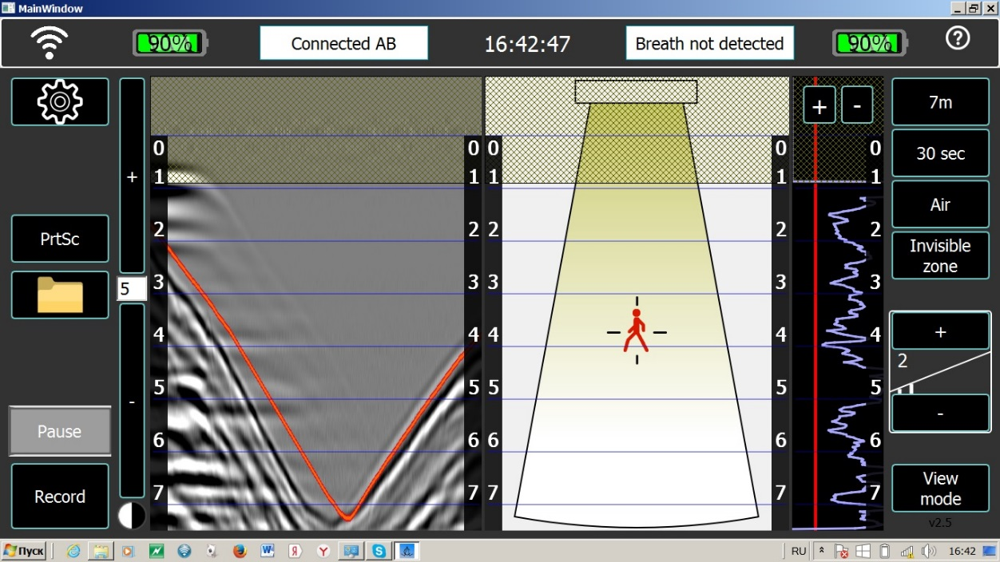 MainWindow
90%
Connected AB
16:42:47
Breath not detected
90%
?
+
5
-
PrtSc
Pause
Record
0
1
2
3
4
5
6
7
0
1
2
3
4
5
6
7
0
1
2
3
4
5
6
7
0
1
2
3
4
5
6
7
+ -
0
1
2
3
4
5
6
7
7m
30 sec
Air
Invisible
zone
+
2
-
View
mode
v2.5
Пуск
W
Я
Y
S
RU
16:42